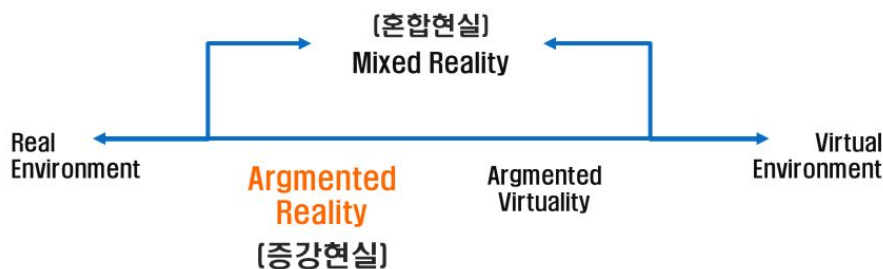 (혼합현실)
Mixed Reality
Real
Environment
Argmented
Reality
(증강현실)
Argmented
Virtuality
Virtual
Environment